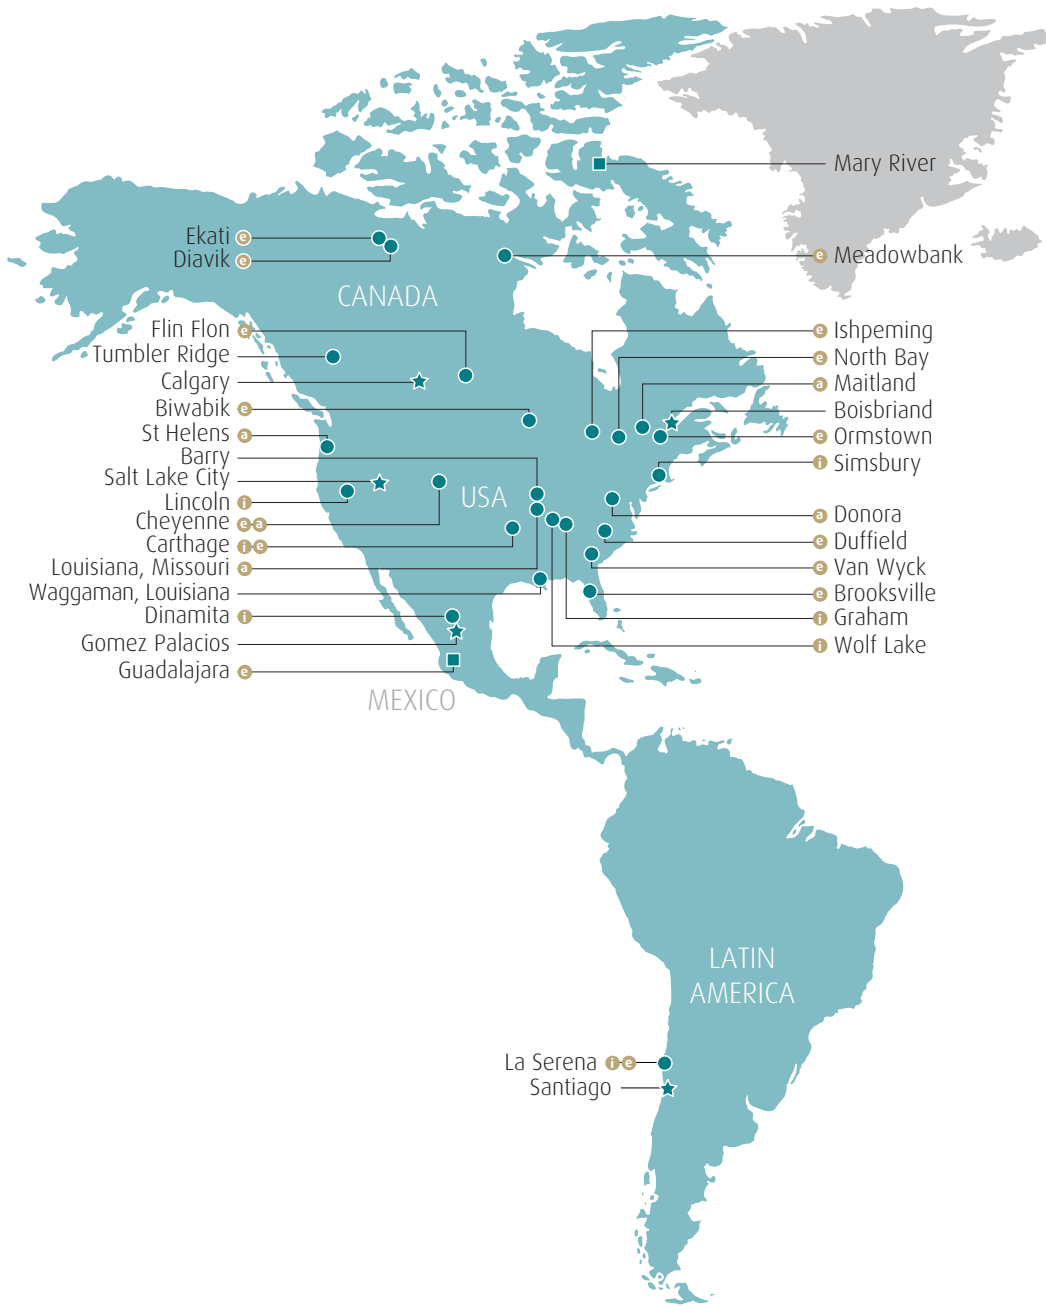 Mary River
Ekati e
Diavik e
e Meadowbank
CANADA
Flin Flon e
Tumbler Ridge
Calgary
Biwabik e
St Helens a
Barry
Salt Lake City
Lincoln i
Cheyenne e a
Carthage i e
Louisiana, Missouri a
Waggaman, Louisiana
Dinamita i
Gomez Palacios
Guadalajara e
USA
MEXICO
e Ishpeming
e North Bay
a Maitland
Boisbriand
e Ormstown
i Simsbury
a Donora
e Duffield
e Van Wyck
e Brooksville
i Graham
i Wolf Lake
LATIN
AMERICA
La Serena i e
Santiago